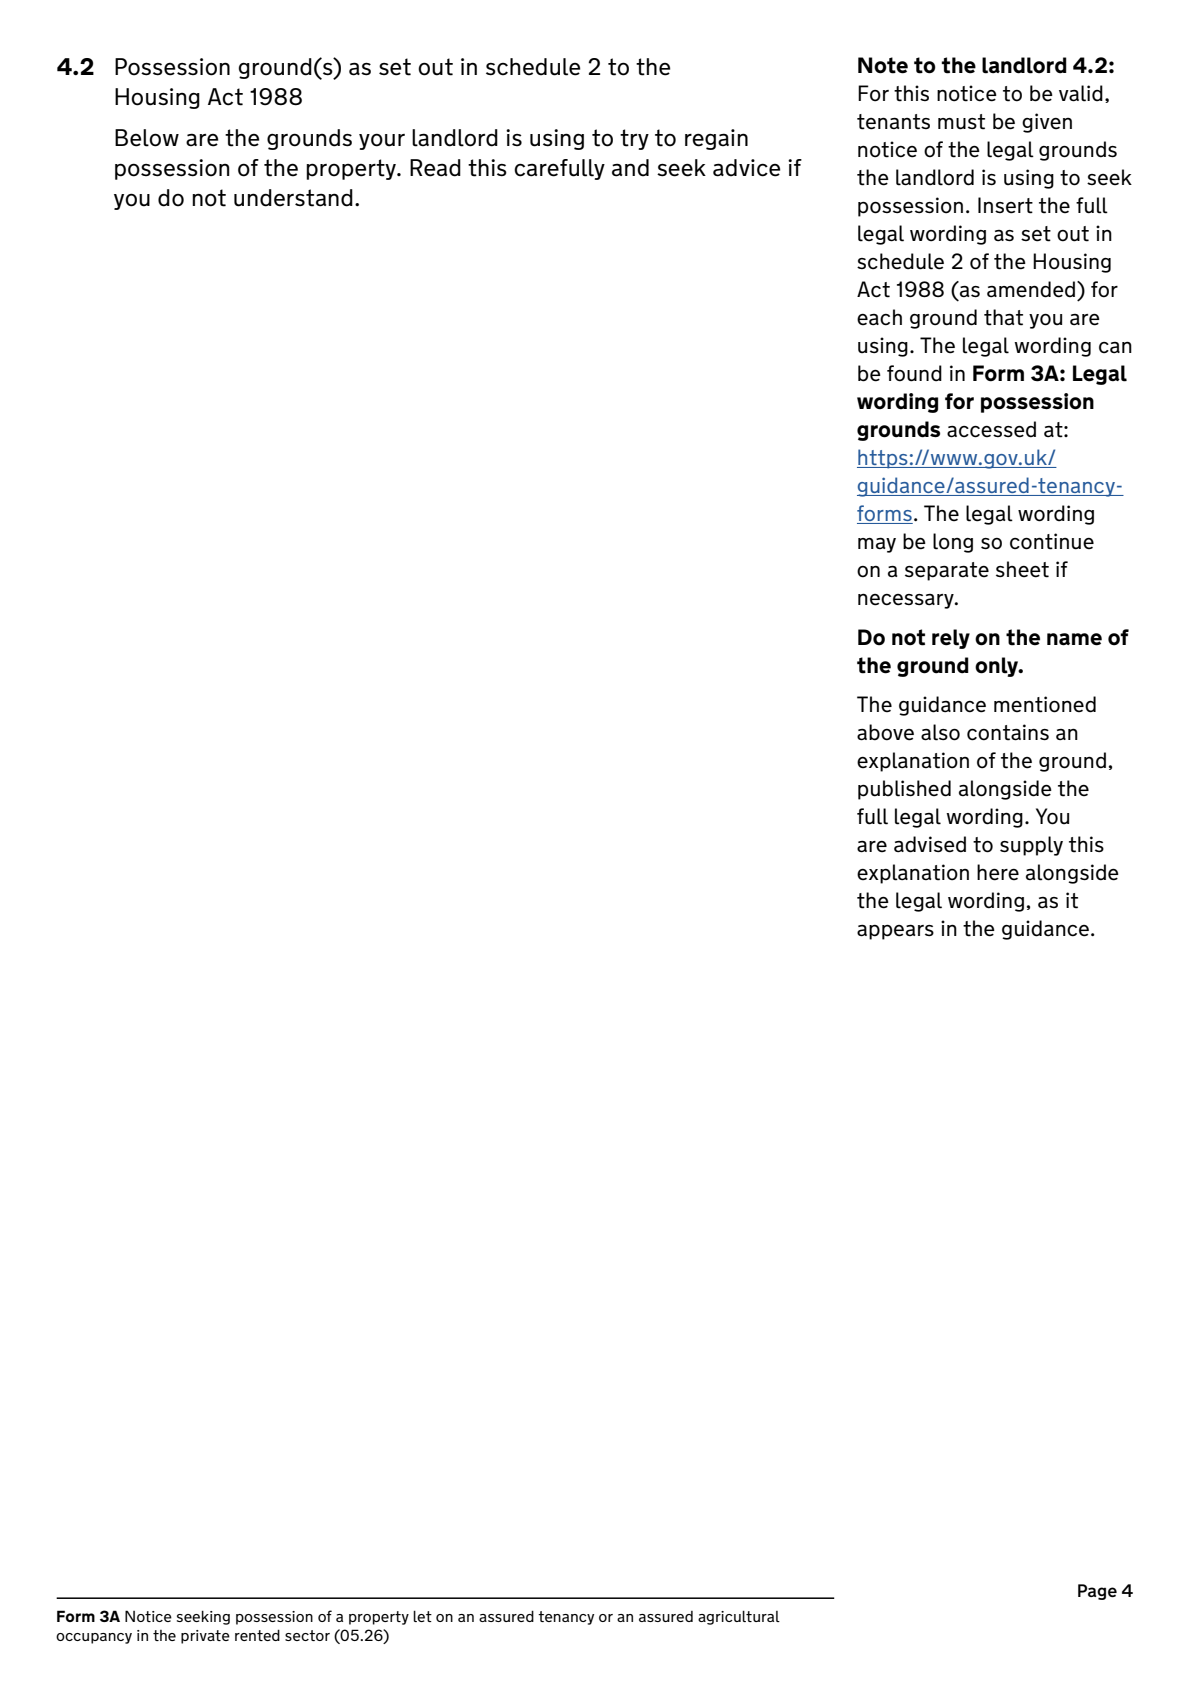 4.2 Possession ground(s) as set out in schedule 2 to the
Housing Act 1988
Below are the grounds your landlord is using to try to regain
possession of the property. Read this carefully and seek advice if
you do not understand.
Note to the landlord 4.2:
For this notice to be valid,
tenants must be given
notice of the legal grounds
the landlord is using to seek
possession. Insert the full
legal wording as set out in
schedule 2 of the Housing
Act 1988 (as amended) for
each ground that you are
using. The legal wording can
be found in Form 3A: Legal
wording for possession
grounds accessed at:
https://www.gov.uk/
guidance/assured-tenancy-
forms. The legal wording
may be long so continue
on a separate sheet if
necessary.
Do not rely on the name of
the ground only.
The guidance mentioned
above also contains an
explanation of the ground,
published alongside the
full legal wording. You
are advised to supply this
explanation here alongside
the legal wording, as it
appears in the guidance.
Page 4
Form 3A Notice seeking possession of a property let on an assured tenancy or an assured agricultural
occupancy in the private rented sector (05.26)